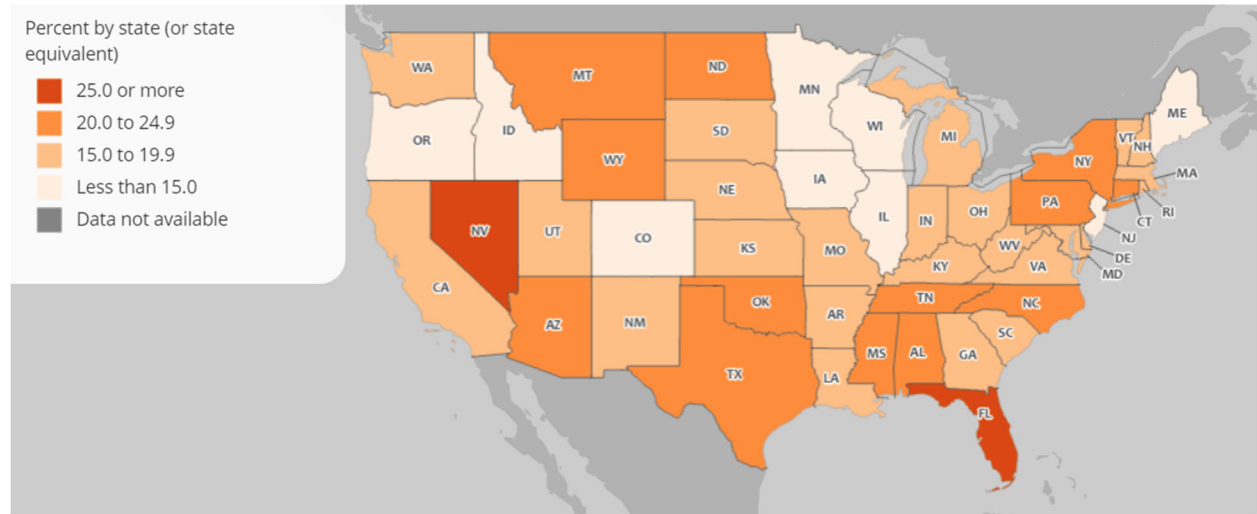 Percent by state (or state
equivalent)
25.0 or more
20.0 to 24.9
15.0 to 19.9
Less than 15.0
Data not available
WA
MT
ND
MN
OR
ID
WY
SD
WI
MI
VT
NH
ME
NY
MA
RI
CT
NJ
PA
NV
UT
CO
NE
IA
IL
IN
OH
DE
MD
CA
KS
MO
KY
WV
VA
AZ
NM
OK
AR
TN
NC
SC
TX
LA
MS
AL
GA
FL